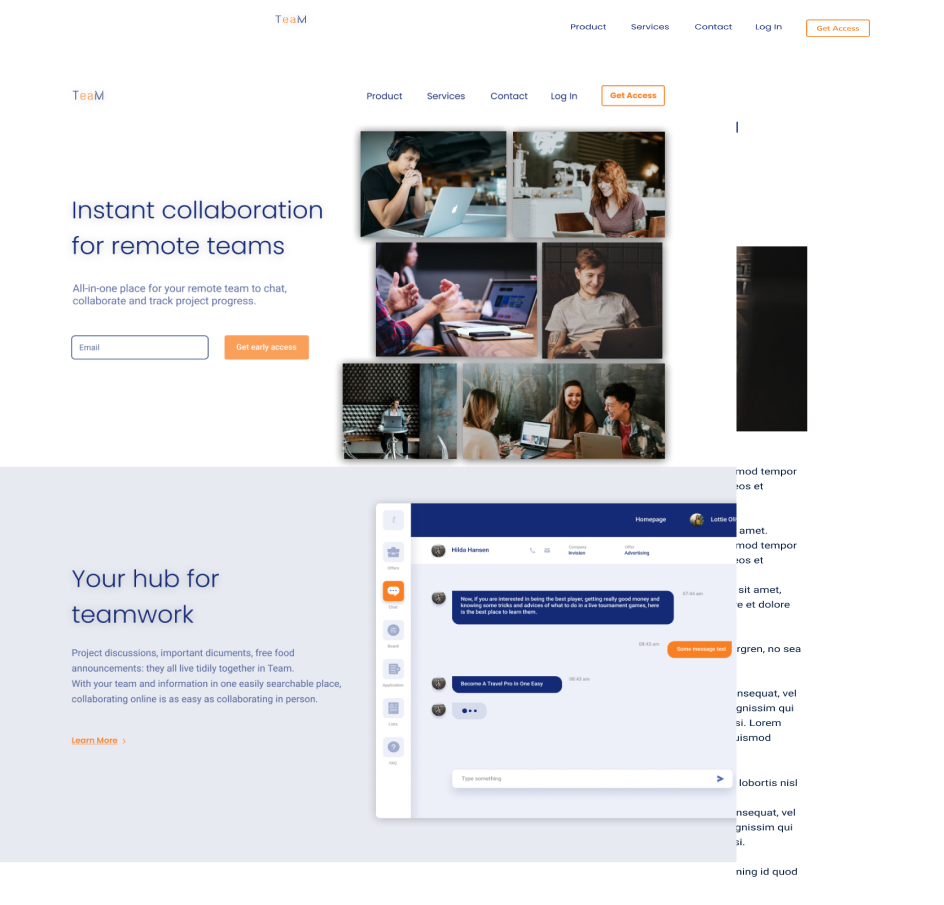 TeaM
Product Services Contact Log In Get Access
TeaM
Product Services Contact Log In Get Access
Instant collaboration
for remote teams
All-in-one place for your remote team to chat,
collaborate and track project progress.
Email Get early access
Homepage Lottie Oli
Hilda Hansen
Company
Invision
Offer
Advertising
Offers
Chat
Board
Application
Lists
FAQ
Now, if you are interested in being the best player, getting really good money and
knowing some tricks and advices of what to do in a live tournament games, here
is the best place to learn them.
07:44 am
08:43 am
Some message text
Become A Travel Pro In One Easy
08:43 am
Type something
Your hub for
teamwork
Project discussions, important dicuments, free food
announcements: they all live tidily together in Team.
With your team and information in one easily searchable place,
collaborating online is as easy as collaborating in person.
Learn More
mod tempor
eos et
amet.
mod tempor
eos et
sit amet,
re et dolore
rgren, no sea
nsequat, vel
gnissim qui
si. Lorem
uismod
lobortis nisl
nsequat, vel
gnissim qui
si.
ning id quod